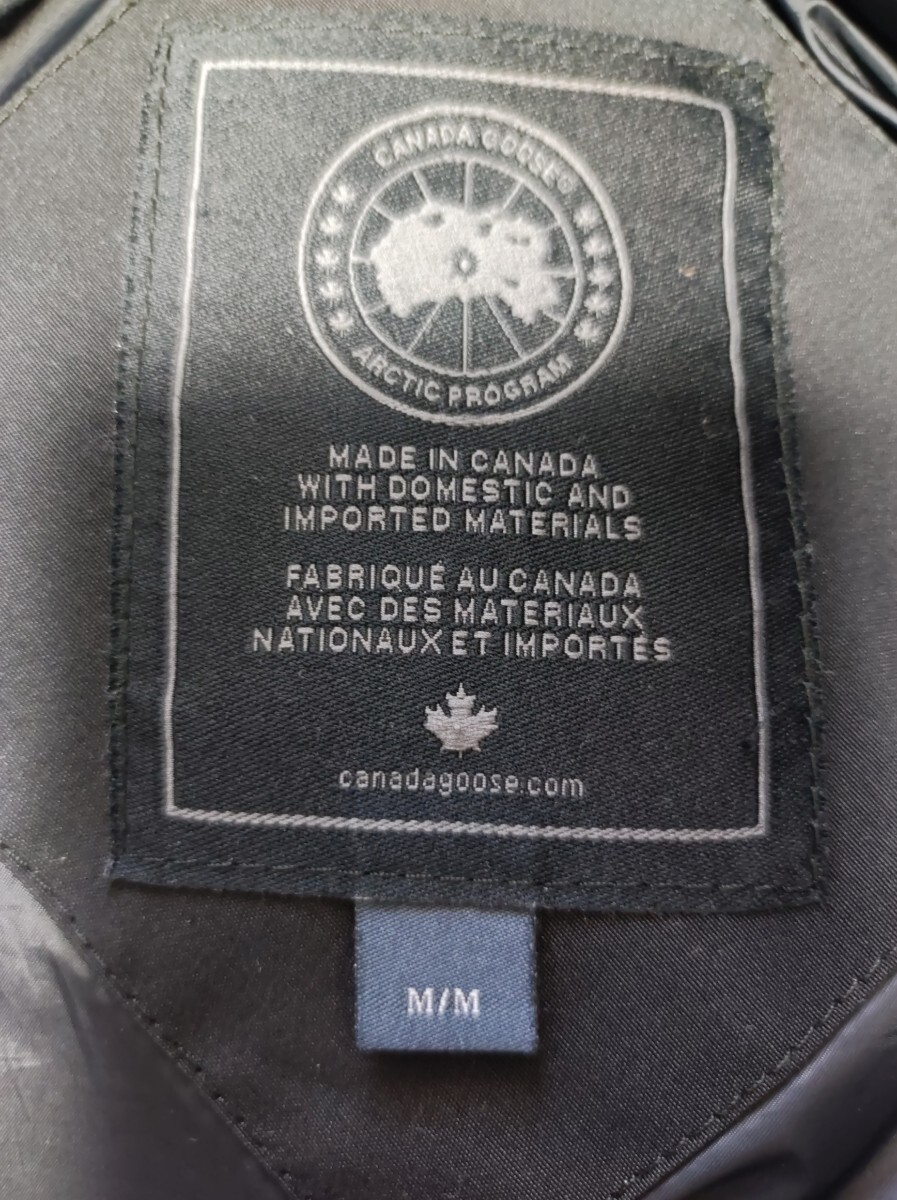 CANADA GOOSE®
ARCTIC PROGRAM
MADE IN CANADA
WITH DOMESTIC AND
IMPORTED MATERIALS
FABRIQUÉ AU CANADA
AVEC DES MATERIAUX
NATIONAUX ET IMPORTÉS
canadagoose.com
M/M